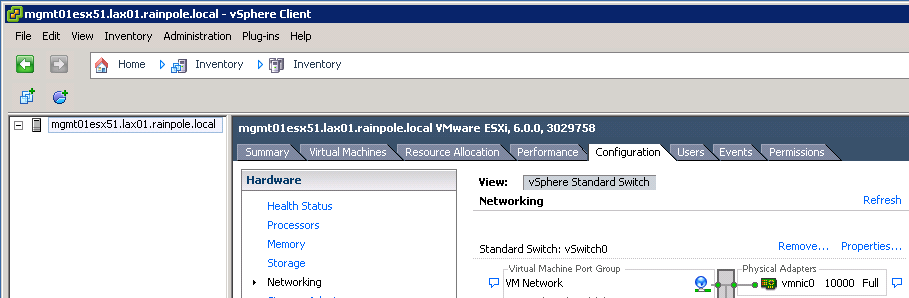 mgmt01esx51.lax01.rainpole.local - vSphere Client
File Edit View Inventory Administration Plug-ins Help
Home Inventory Inventory
mgmt01esx51.lax01.rainpole.local
mgmt01esx51.lax01.rainpole.local VMware ESXi, 6.0.0, 3029758
Summary Virtual Machines Resource Allocation Performance Configuration Users Events Permissions
Hardware
Health Status
Processors
Memory
Storage
Networking
View: vSphere Standard Switch
Networking Refresh
Standard Switch: vSwitch0 Remove... Properties...
Virtual Machine Port Group Physical Adapters
VM Network vmnic0 10000 Full